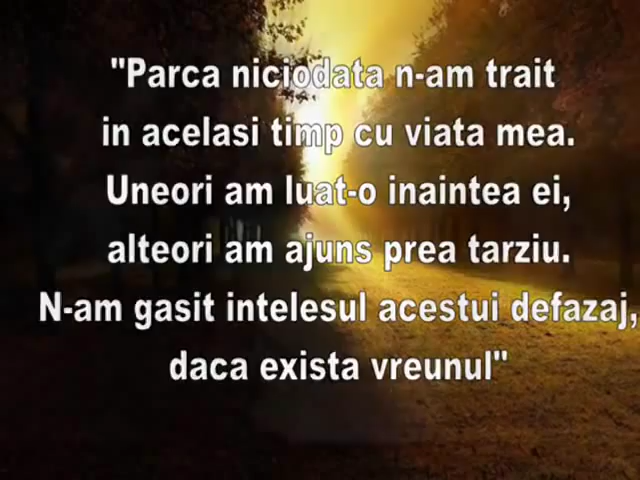 "Parca niciodata n-am trait
in acelasi timp cu viata mea.
Uneori am luat-o inaintea ei,
alteori am ajuns prea tarziu.
N-am gasit intelesul acestui defazaj,
daca exista vreunul"